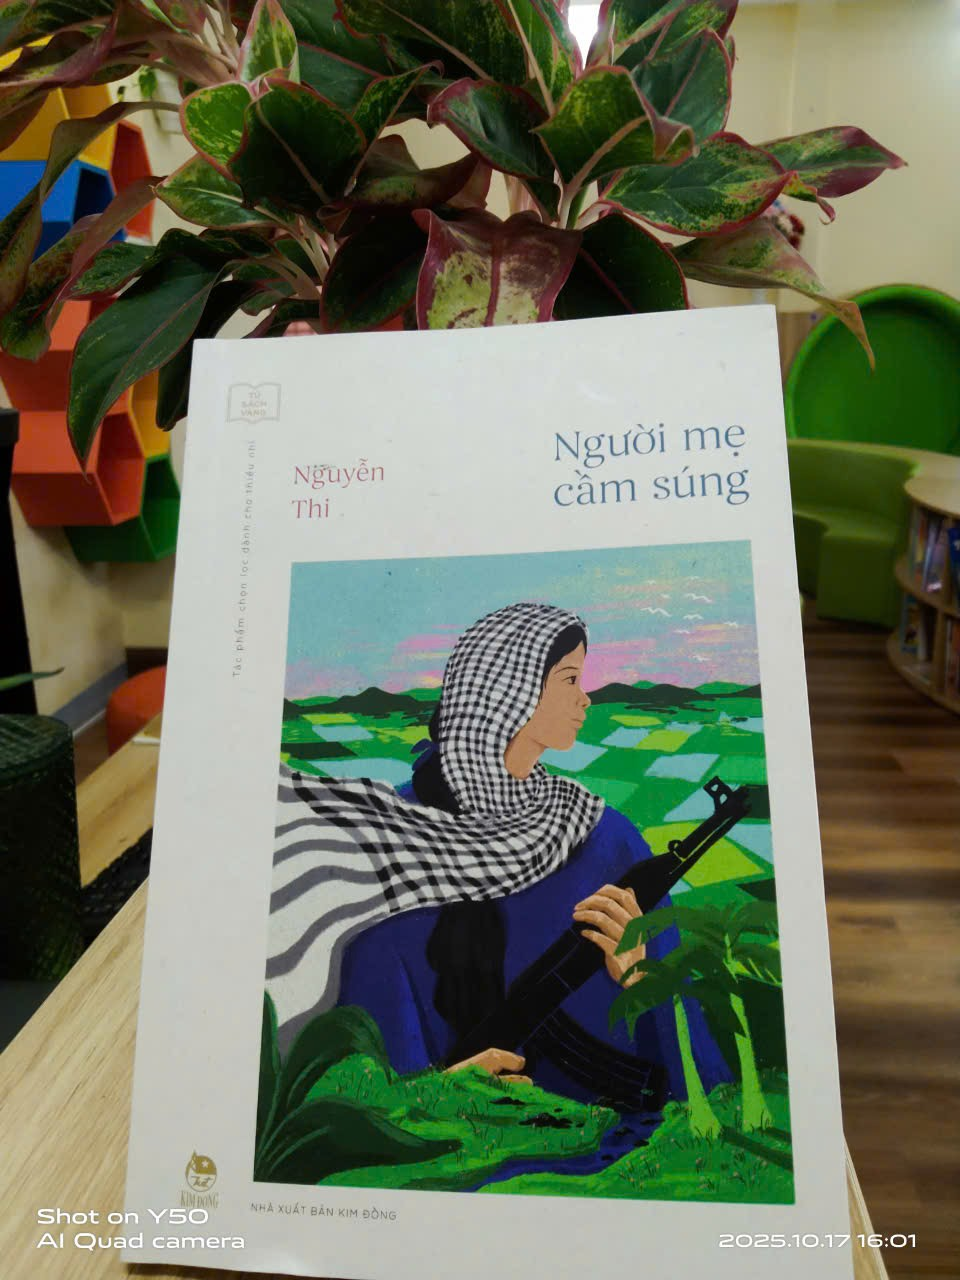 TỦ
SÁCH
VÀNG
Tác phẩm chọn lọc dành cho thiếu nhi
Nguyễn
Thi
Người mẹ
cầm súng
KIM ĐỒNG
NHÀ XUẤT BẢN KIM ĐỒNG
Shot on Y50
AI Quad camera
2025.10.17 16:01